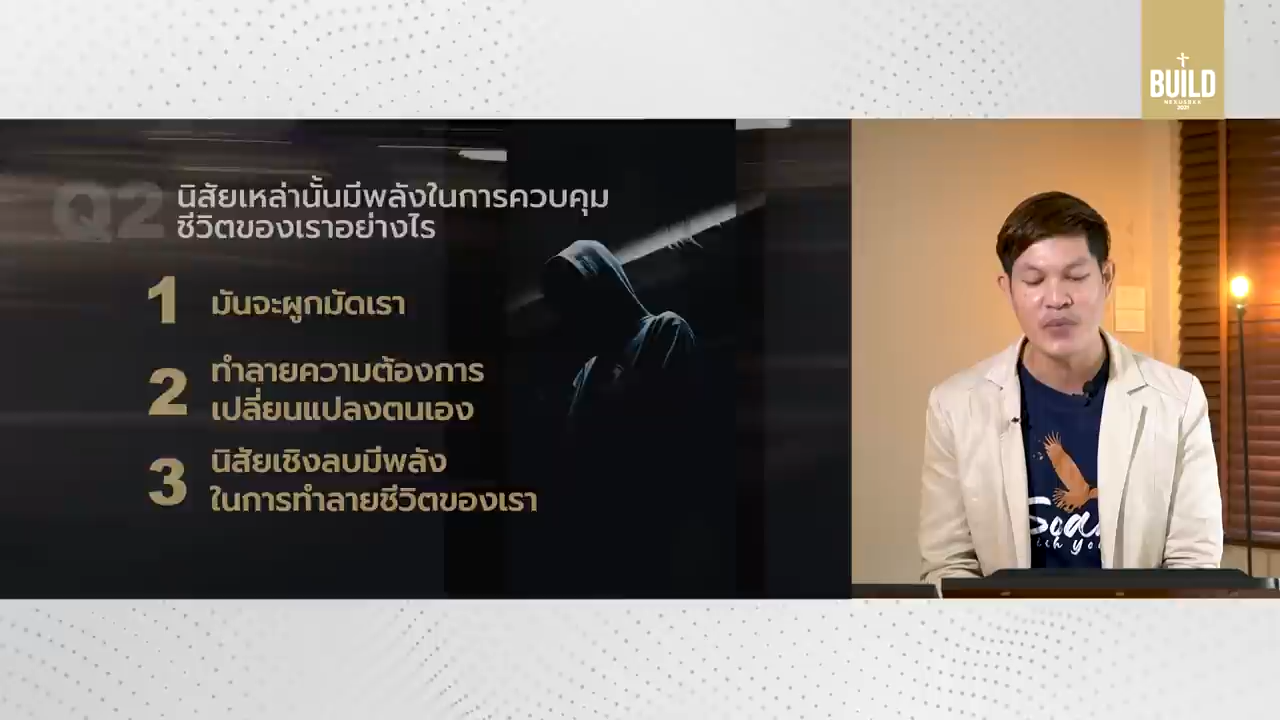 BUILD
NEXUSBKK
2021
Q2
นิสัยเหล่านั้นมีพลังในการควบคุม
ชีวิตของเราอย่างไร
1
มันจะผูกมัดเรา
2
ทำลายความต้องการ
เปลี่ยนแปลงตนเอง
3
นิสัยเชิงลบมีพลัง
ในการทำลายชีวิตของเรา